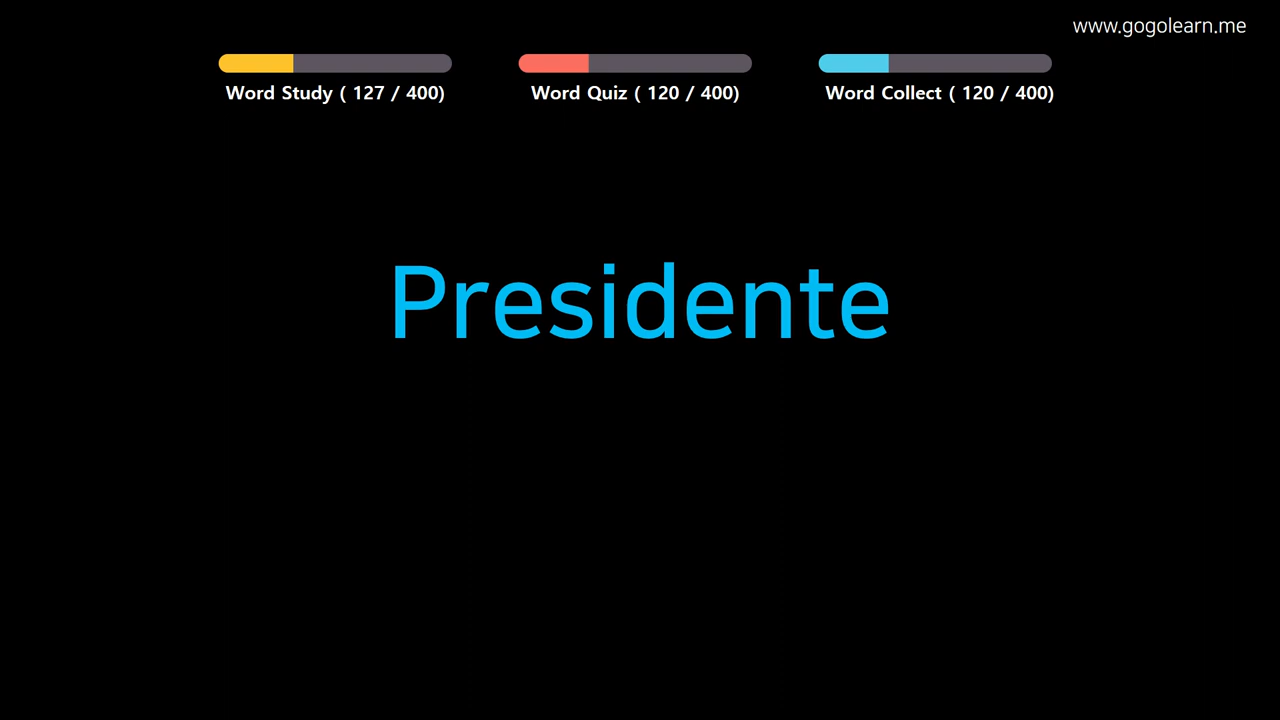 www.gogolearn.me
Word Study ( 127 / 400)
Word Quiz ( 120 / 400)
Word Collect ( 120 / 400)
Presidente